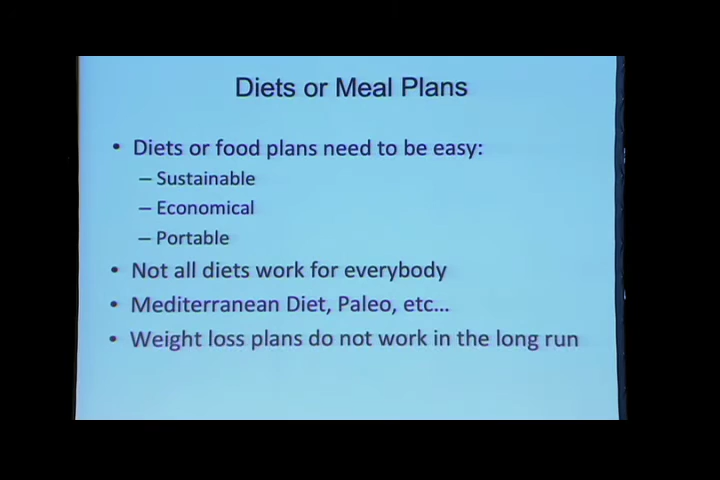 Diets or Meal Plans
• Diets or food plans need to be easy:
– Sustainable
– Economical
– Portable
• Not all diets work for everybody
• Mediterranean Diet, Paleo, etc…
• Weight loss plans do not work in the long run